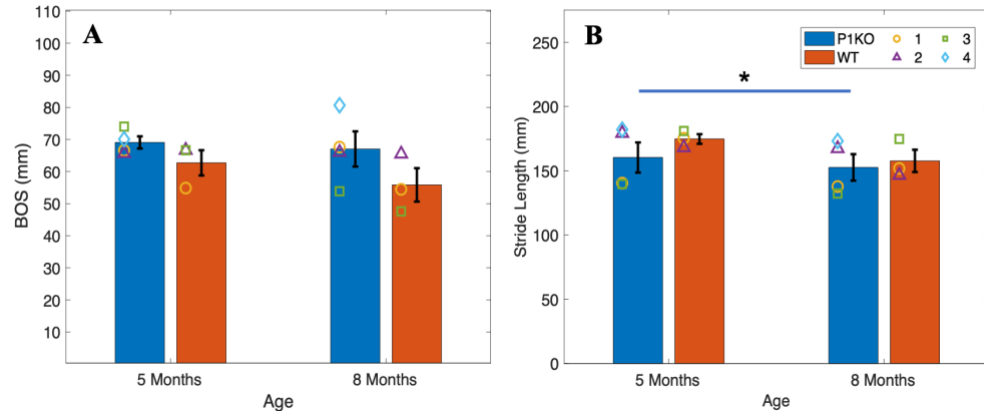 A
BOS (mm)
110
100
90
80
70
60
50
40
30
20
10
5 Months
8 Months
Age
B
Stride Length (mm)
250
200
150
100
50
0
P1KO 1 3
WT 2 4
*
5 Months
8 Months
Age